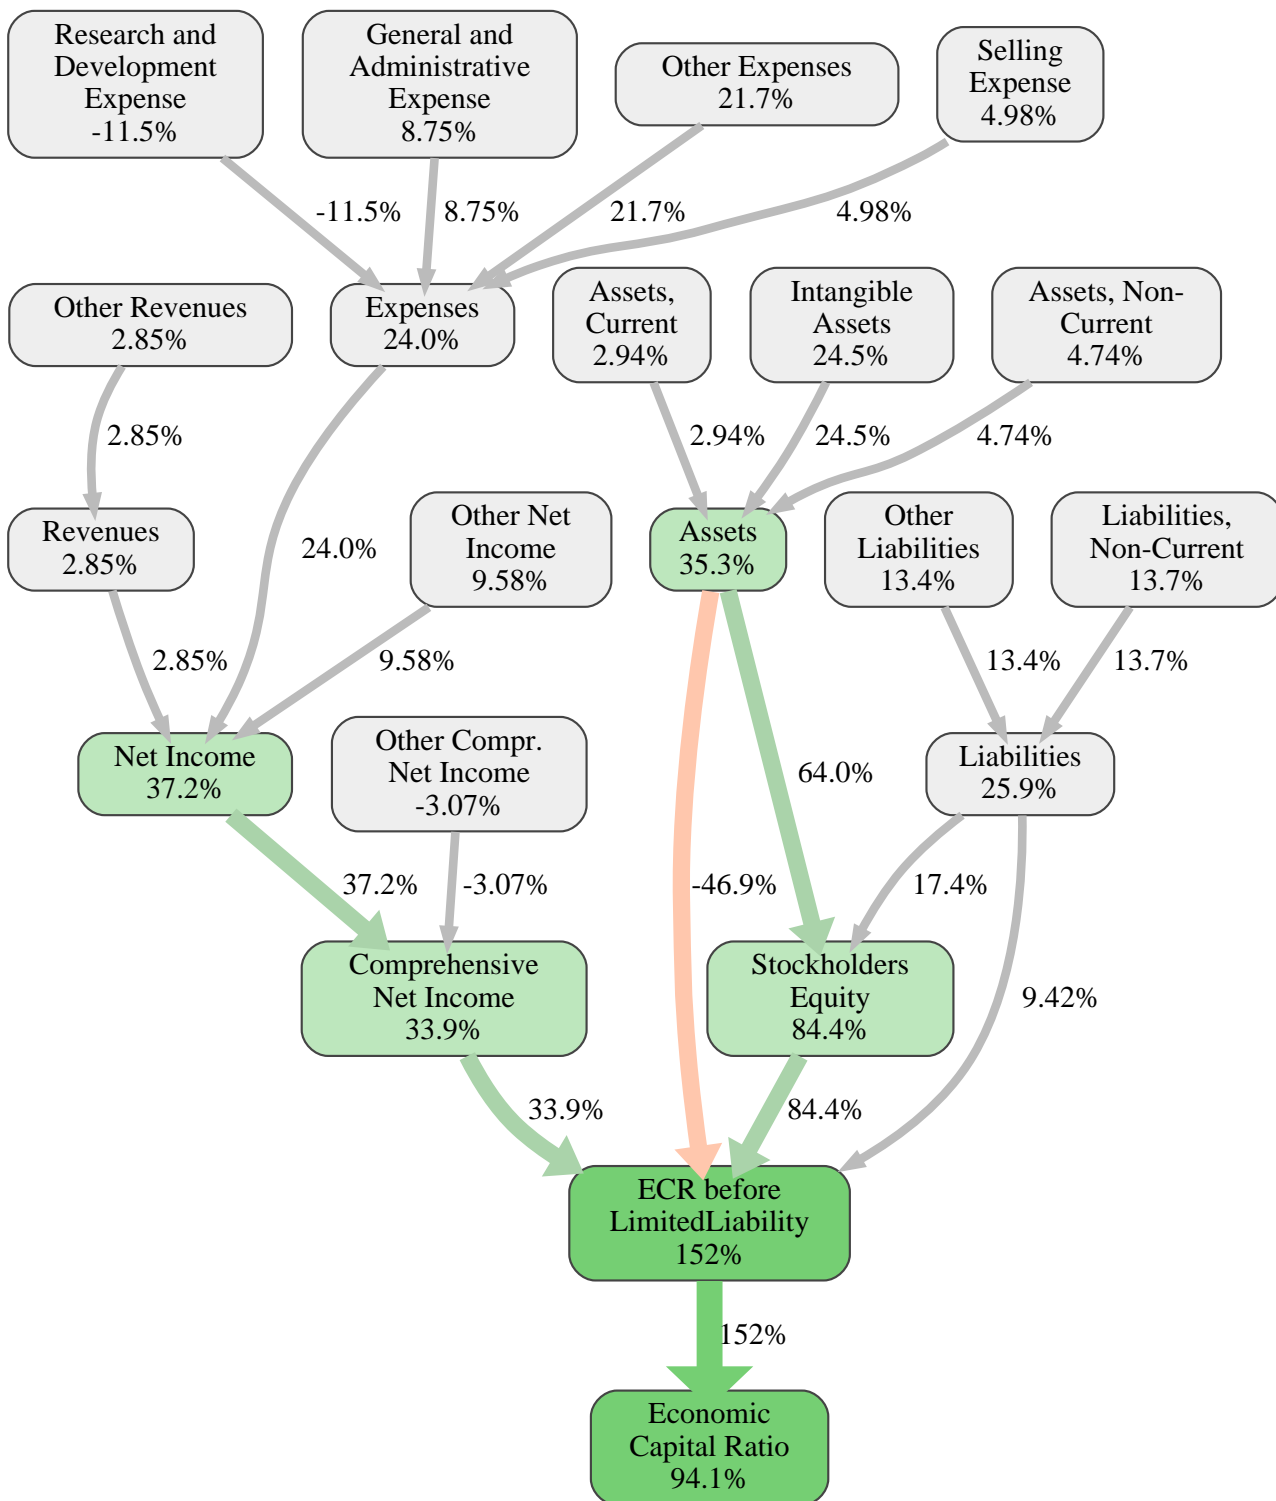 Research and
Development
Expense
-11.5%
General and
Administrative
Expense
8.75%
Other Expenses
21.7%
Selling
Expense
4.98%
-11.5%
8.75%
21.7%
4.98%
Other Revenues
2.85%
Expenses
24.0%
Assets,
Current
2.94%
Intangible
Assets
24.5%
Assets, Non-
Current
4.74%
2.85%
2.94%
24.5%
4.74%
Revenues
2.85%
24.0%
Other Net
Income
9.58%
Assets
35.3%
Other
Liabilities
13.4%
Liabilities,
Non-Current
13.7%
2.85%
9.58%
13.4%
13.7%
Net Income
37.2%
Other Compr.
Net Income
-3.07%
64.0%
Liabilities
25.9%
37.2%
-3.07%
-46.9%
17.4%
Comprehensive
Net Income
33.9%
Stockholders
Equity
84.4%
9.42%
33.9%
84.4%
ECR before
LimitedLiability
152%
152%
Economic
Capital Ratio
94.1%